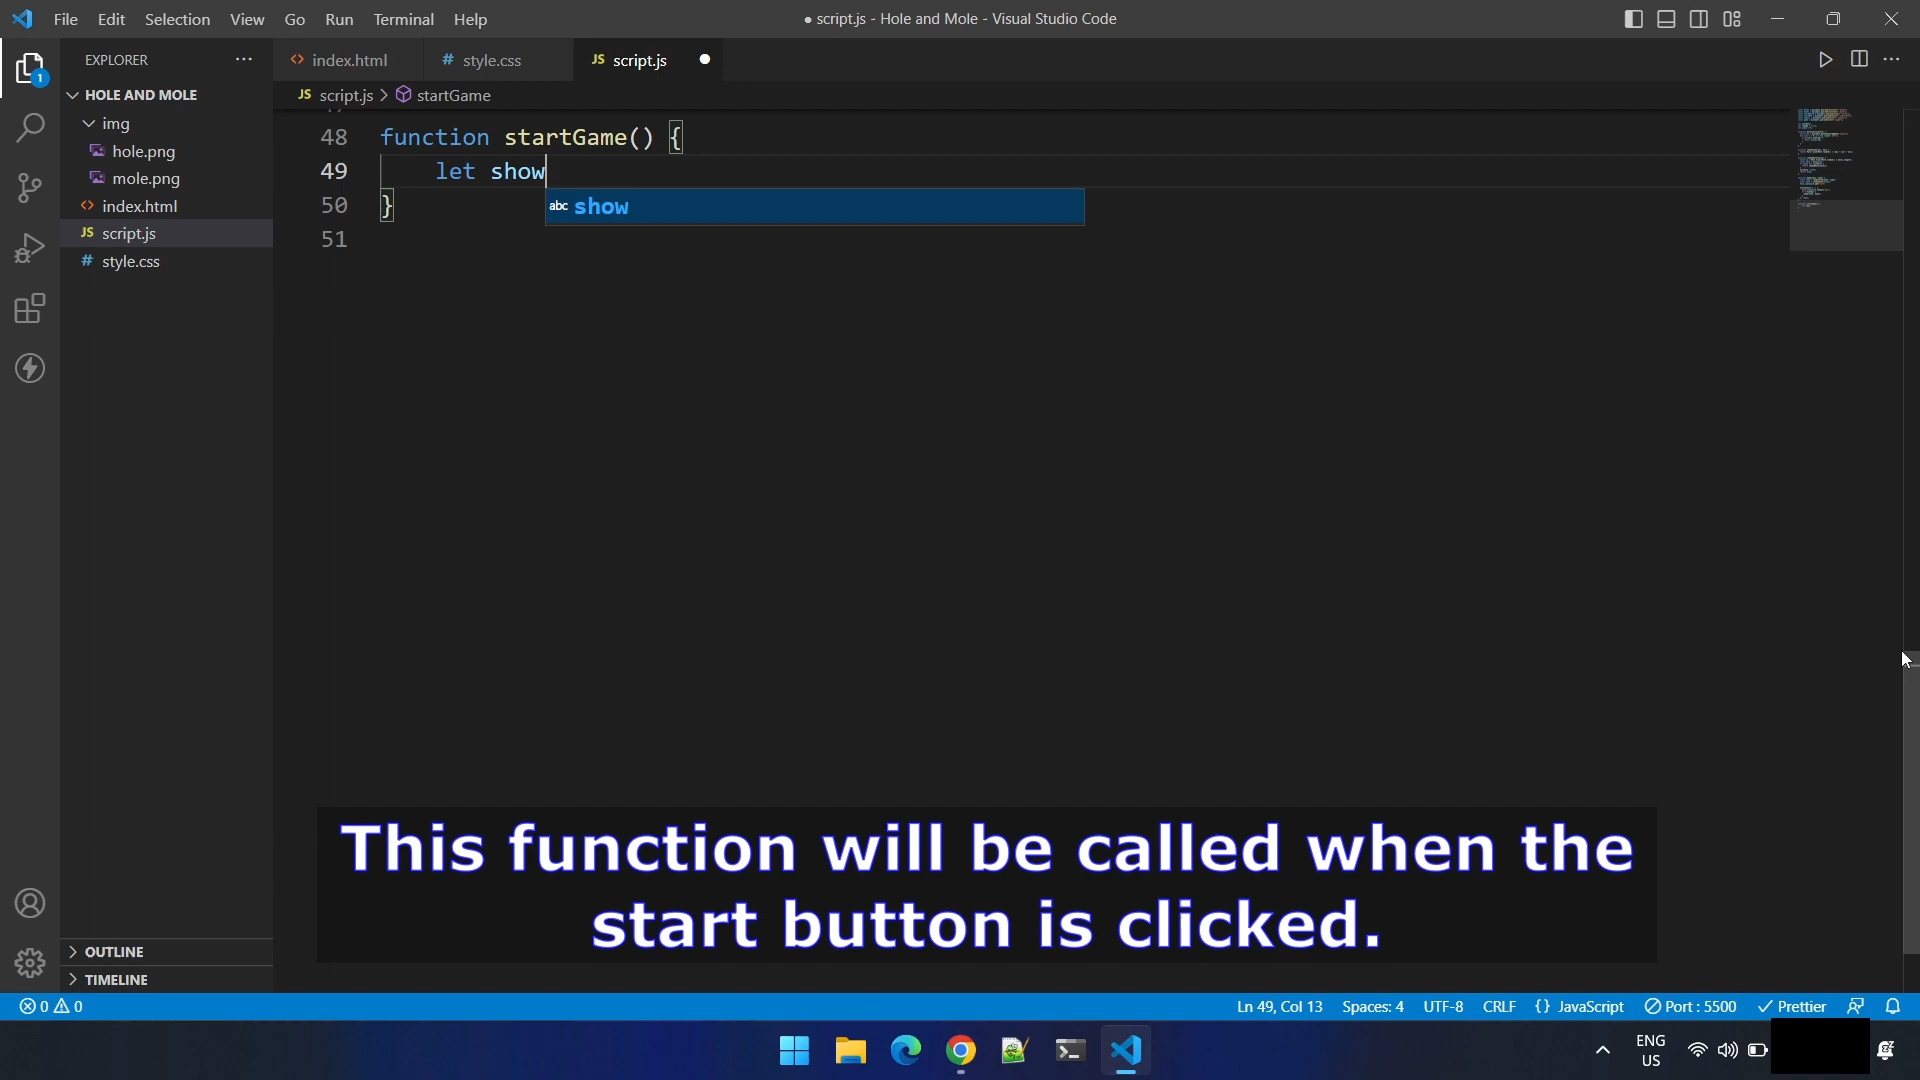 File Edit Selection View Go Run Terminal Help
● script.js - Hole and Mole - Visual Studio Code
EXPLORER
index.html
# style.css
JS script.js
HOLE AND MOLE
JS script.js > startGame
img
hole.png
mole.png
index.html
JS script.js
# style.css
48 function startGame() {
49 let show
50 }
abc show
51
This function will be called when the
start button is clicked.
OUTLINE
TIMELINE
0 0
Ln 49, Col 13 Spaces: 4 UTF-8 CRLF {} JavaScript Port : 5500 Prettier
ENG
US
1